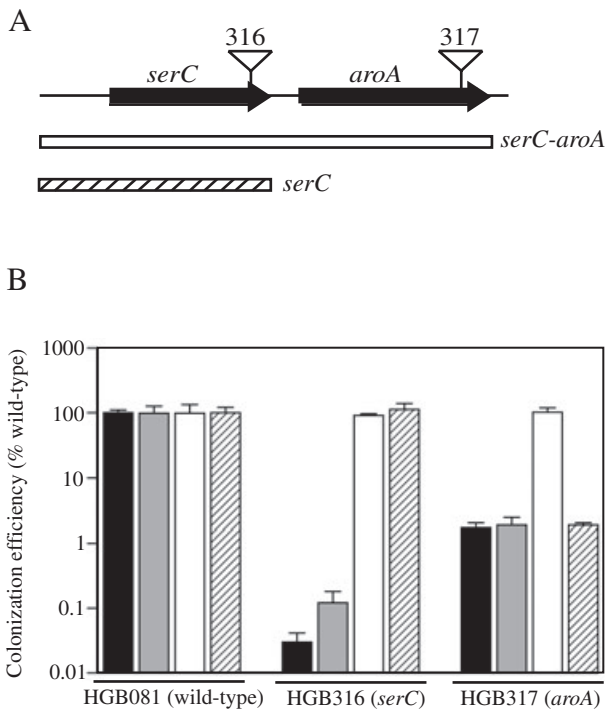 A
316 317
serC aroA
serC-aroA
serC
B
Colonization efficiency (% wild-type)
1000
100
10
1
0.1
0.01
HGB081 (wild-type) HGB316 (serC) HGB317 (aroA)